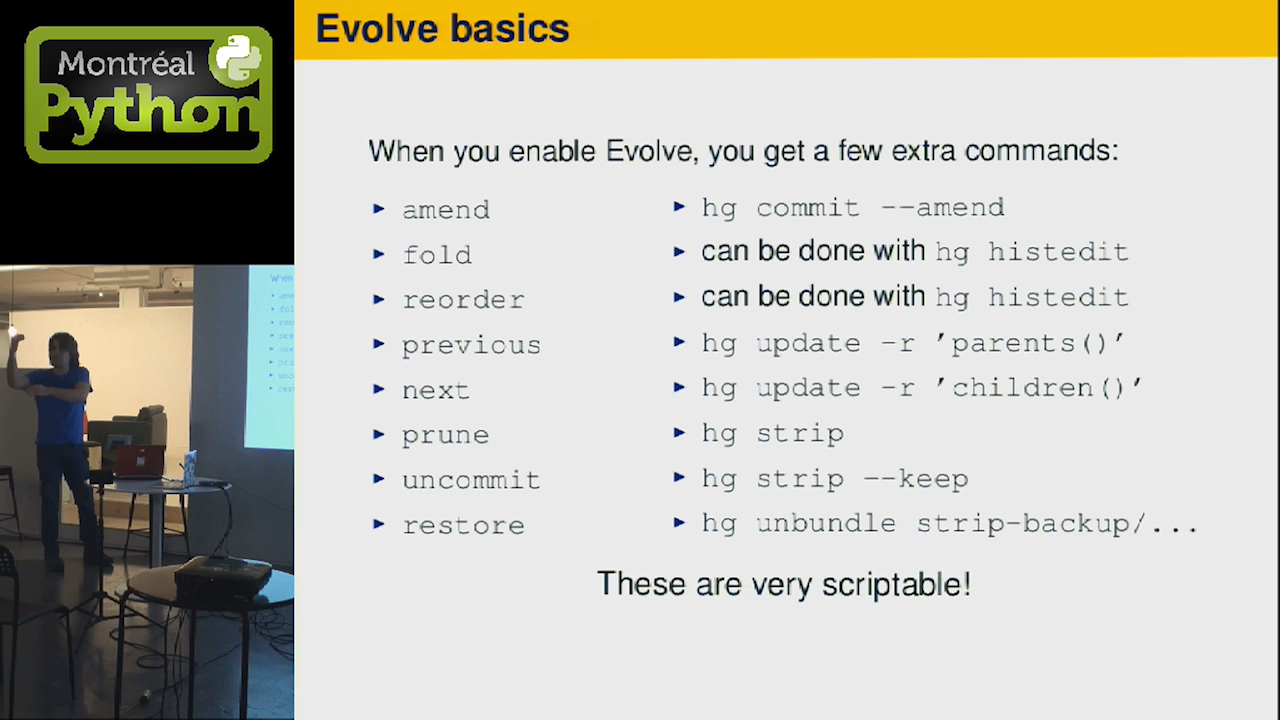 Montréal
Python
Evolve basics
When you enable Evolve, you get a few extra commands:
▸ amend
▸ fold
▸ reorder
▸ previous
▸ next
▸ prune
▸ uncommit
▸ restore
▸ hg commit --amend
▸ can be done with hg histedit
▸ can be done with hg histedit
▸ hg update -r ’parents()’
▸ hg update -r ’children()’
▸ hg strip
▸ hg strip --keep
▸ hg unbundle strip-backup/...
These are very scriptable!
When